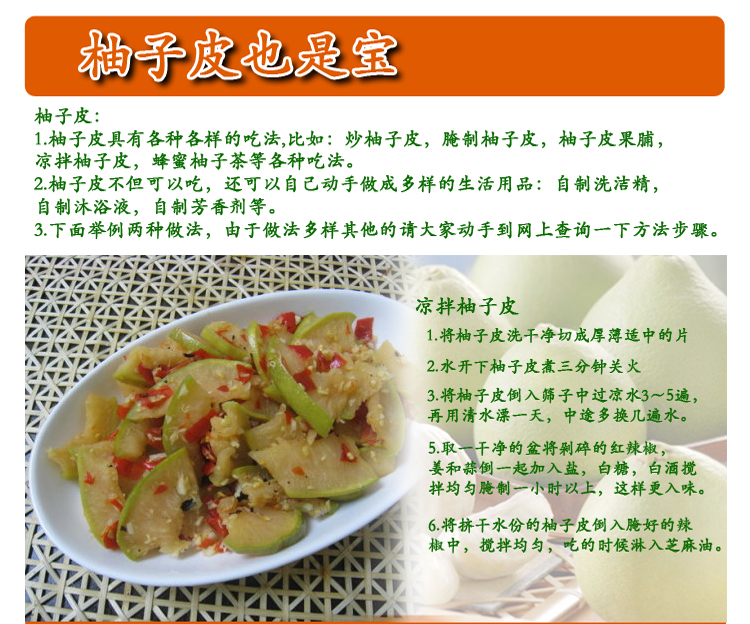 柚子皮也是宝
柚子皮：
1.柚子皮具有各种各样的吃法,比如：炒柚子皮，腌制柚子皮，柚子皮果脯，
凉拌柚子皮，蜂蜜柚子茶等各种吃法。
2.柚子皮不但可以吃，还可以自己动手做成多样的生活用品：自制洗洁精，
自制沐浴液，自制芳香剂等。
3.下面举例两种做法，由于做法多样其他的请大家动手到网上查询一下方法步骤。
凉拌柚子皮
1.将柚子皮洗干净切成厚薄适中的片
2.水开下柚子皮煮三分钟关火
3.将柚子皮倒入筛子中过凉水3～5遍，
再用清水漂一天，中途多换几遍水。
5.取一干净的盆将剁碎的红辣椒，
姜和蒜倒一起加入盐，白糖，白酒搅
拌均匀腌制一小时以上，这样更入味。
6.将挤干水份的柚子皮倒入腌好的辣
椒中，搅拌均匀，吃的时候淋入芝麻油。